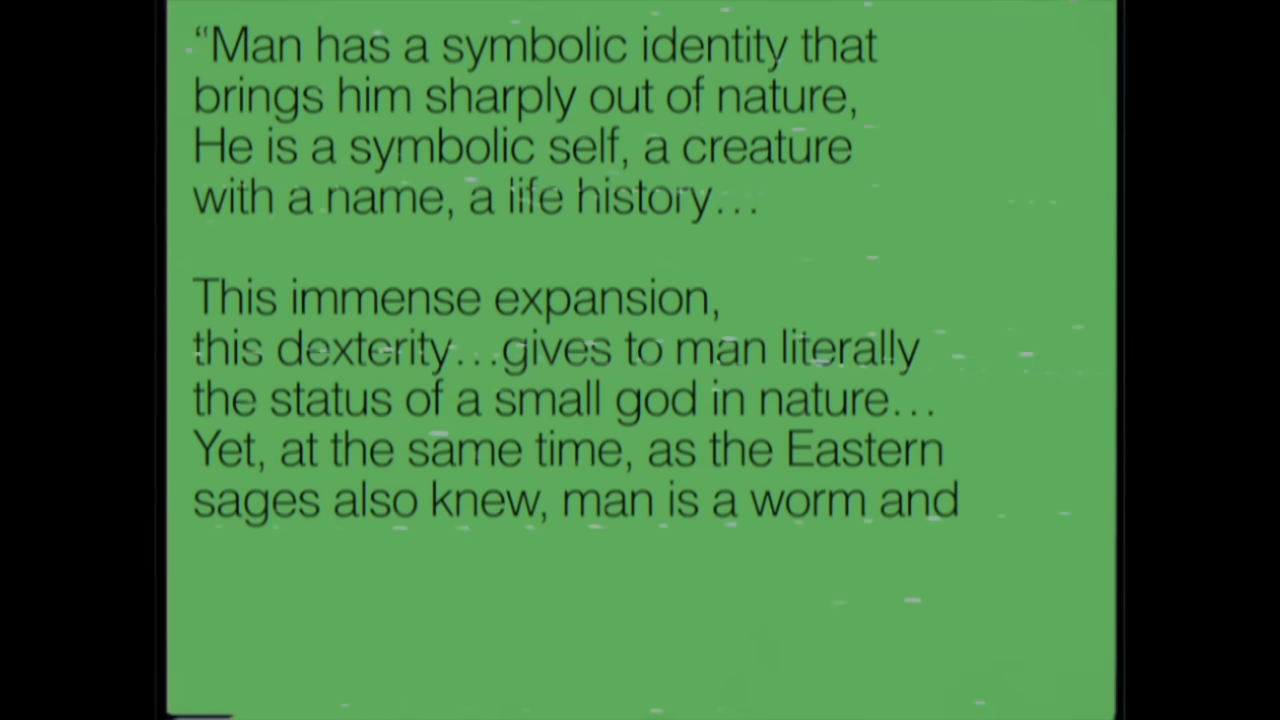 “Man has a symbolic identity that
brings him sharply out of nature,
He is a symbolic self, a creature
with a name, a life history…
This immense expansion,
this dexterity…gives to man literally
the status of a small god in nature…
Yet, at the same time, as the Eastern
sages also knew, man is a worm and